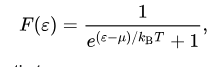 F(ε) = 1 / (e^{(ε−μ)/k_B T} + 1),